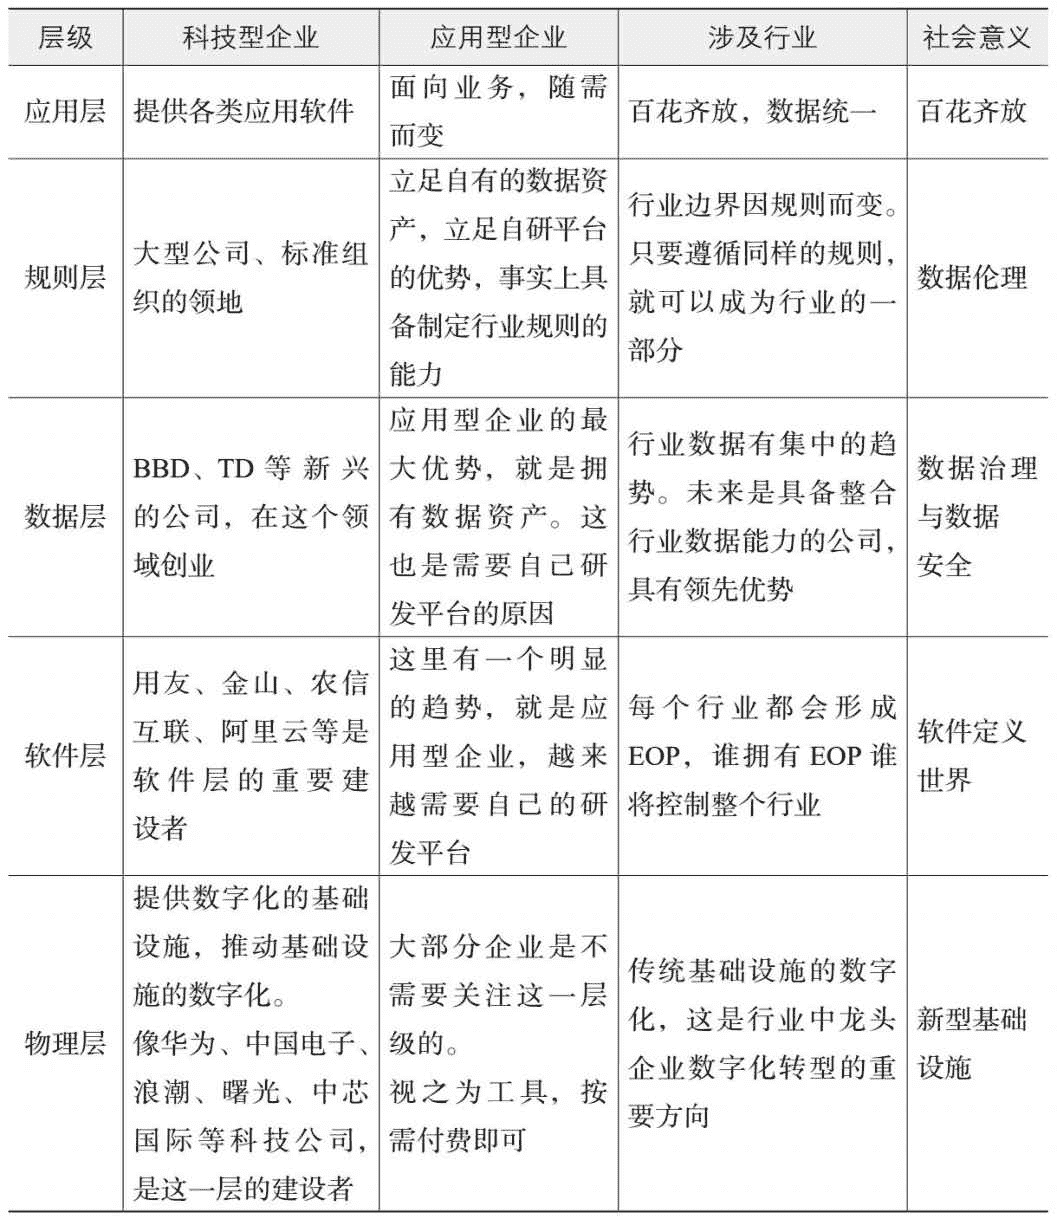 层级 科技型企业 应用型企业 涉及行业 社会意义
应用层
提供各类应用软件
面向业务，随需
而变
百花齐放，数据统一
百花齐放
规则层
大型公司、标准组
织的领地
立足自有的数据资
产，立足自研平台
的优势，事实上具
备制定行业规则的
能力
行业边界因规则而变。
只要遵循同样的规则，
就可以成为行业的一
部分
数据伦理
数据层
BBD、TD 等新兴
的公司，在这个领
域创业
应用型企业的最
大优势，就是拥
有数据资产。这
也是需要自己研
发平台的原因
行业数据有集中的趋
势。未来是具备整合
行业数据能力的公司，
具有领先优势
数据治理
与数据
安全
软件层
用友、金山、农信
互联、阿里云等是
软件层的重要建
设者
这里有一个明显
的趋势，就是应
用型企业，越来
越需要自己的研
发平台
每个行业都会形成
EOP，谁拥有 EOP 谁
将控制整个行业
软件定义
世界
物理层
提供数字化的基础
设施，推动基础设
施的数字化。
像华为、中国电子、
浪潮、曙光、中芯
国际等科技公司，
是这一层的建设者
大部分企业是不
需要关注这一层
级的。
视之为工具，按
需付费即可
传统基础设施的数字
化，这是行业中龙头
企业数字化转型的重
要方向
新型基础
设施